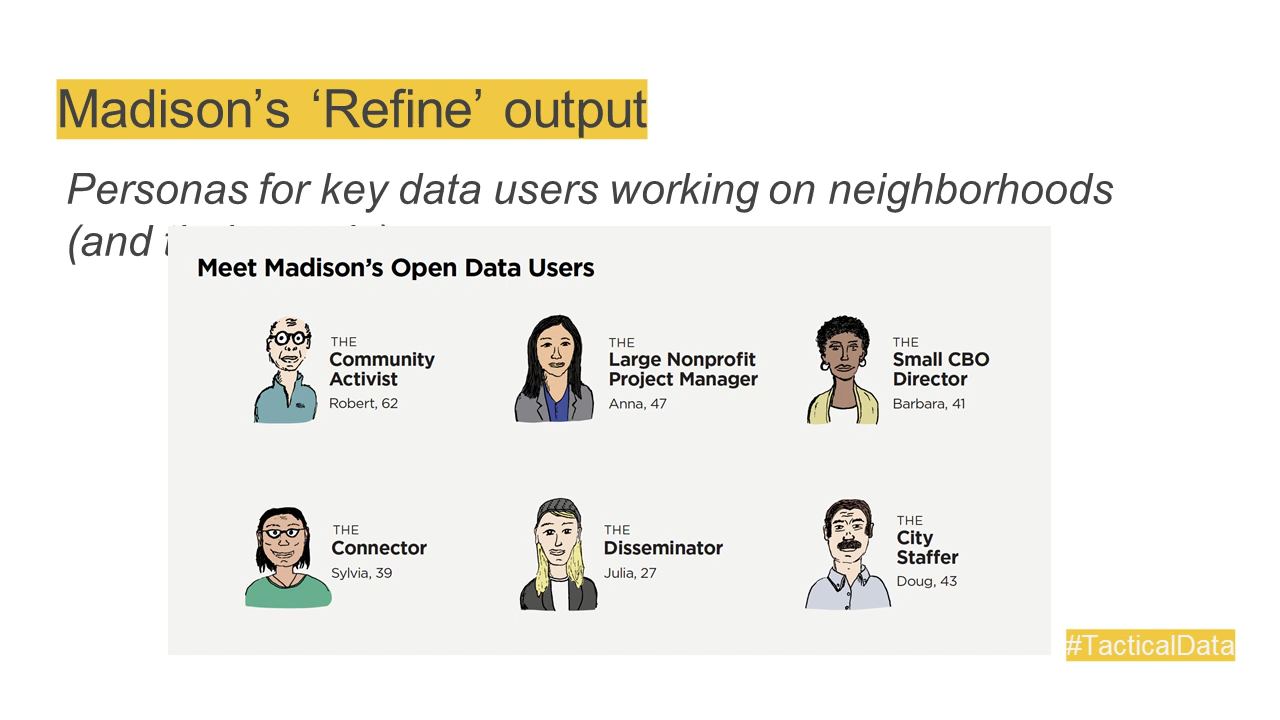 Madison’s ‘Refine’ output
Personas for key data users working on neighborhoods
(and
Meet Madison’s Open Data Users
THE
Community
Activist
Robert, 62
THE
Large Nonprofit
Project Manager
Anna, 47
THE
Small CBO
Director
Barbara, 41
THE
Connector
Sylvia, 39
THE
Disseminator
Julia, 27
THE
City
Staffer
Doug, 43
#TacticalData